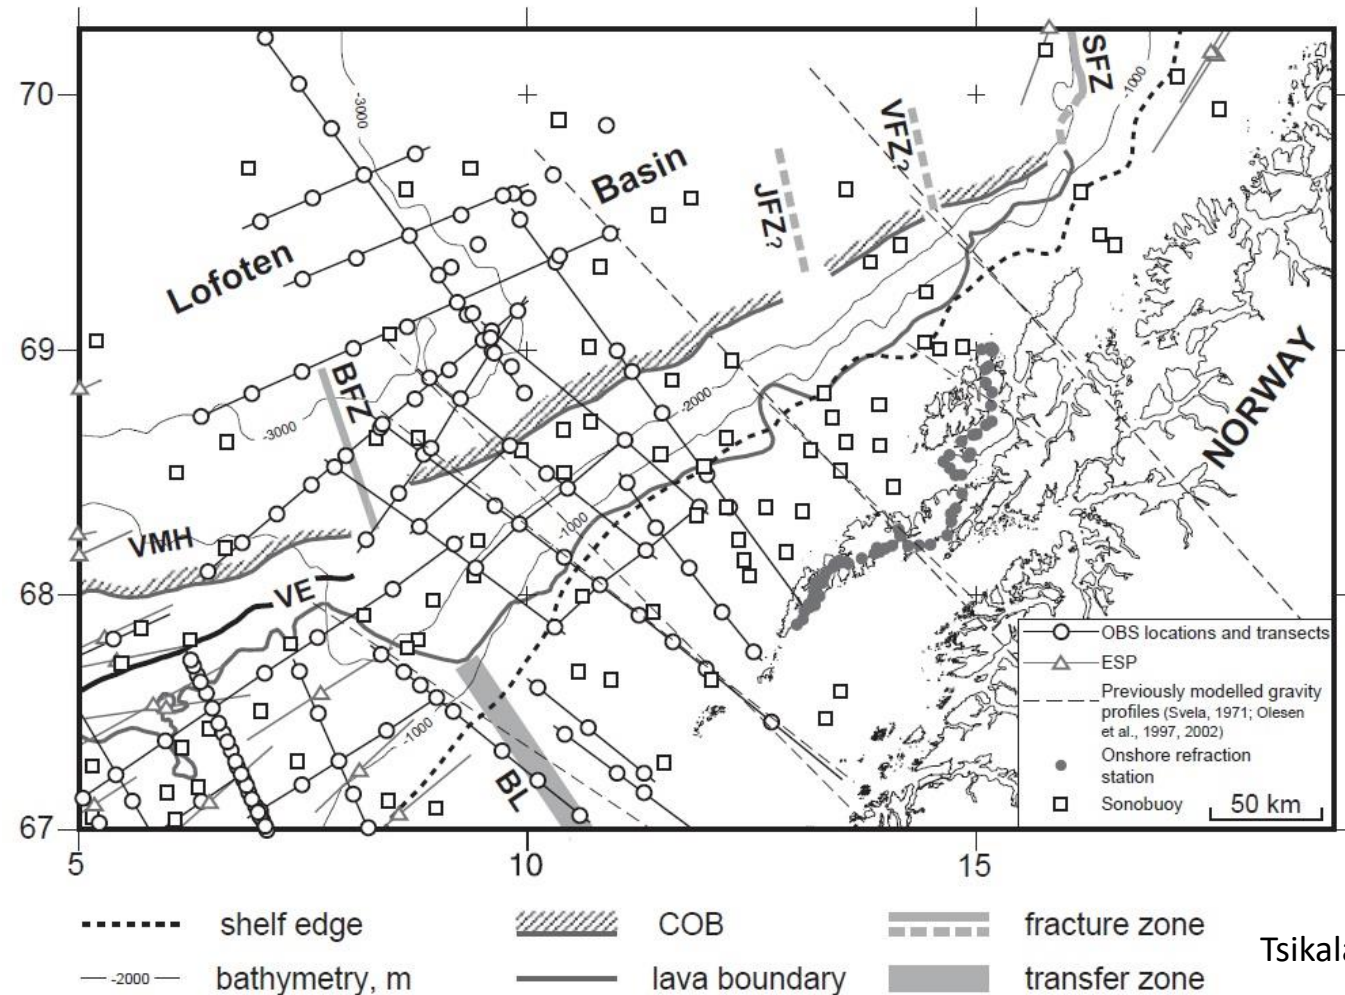 70
69
68
67
5
10
15
-3000
-1000
SFZ
VFZ?
JFZ?
Basin
Lofoten
BFZ
-3000
-2000
NORWAY
VMH
-1000
VE
-1000
BL
OBS locations and transects
ESP
Previously modelled gravity
profiles (Svela, 1971; Olesen
et al., 1997, 2002)
Onshore refraction
station
Sonobuoy
50 km
shelf edge
COB
fracture zone
-2000
bathymetry, m
lava boundary
transfer zone
Tsikala